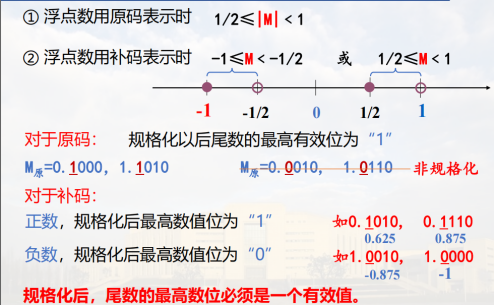 ① 浮点数用原码表示时 1/2≤|M|<1
② 浮点数用补码表示时 -1≤M<-1/2 或 1/2≤M<1
-1 -1/2 0 1/2 1
对于原码： 规格化以后尾数的最高有效位为“1”
M原=0.1000，1.1010 M原=0.0010， 1.0110 非规格化
对于补码：
正数，规格化后最高数值位为“1” 如0.1010， 0.1110
0.625 0.875
负数，规格化后最高数值位为“0” 如1.0010， 1.0000
-0.875 -1
规格化后，尾数的最高数位必须是一个有效值。